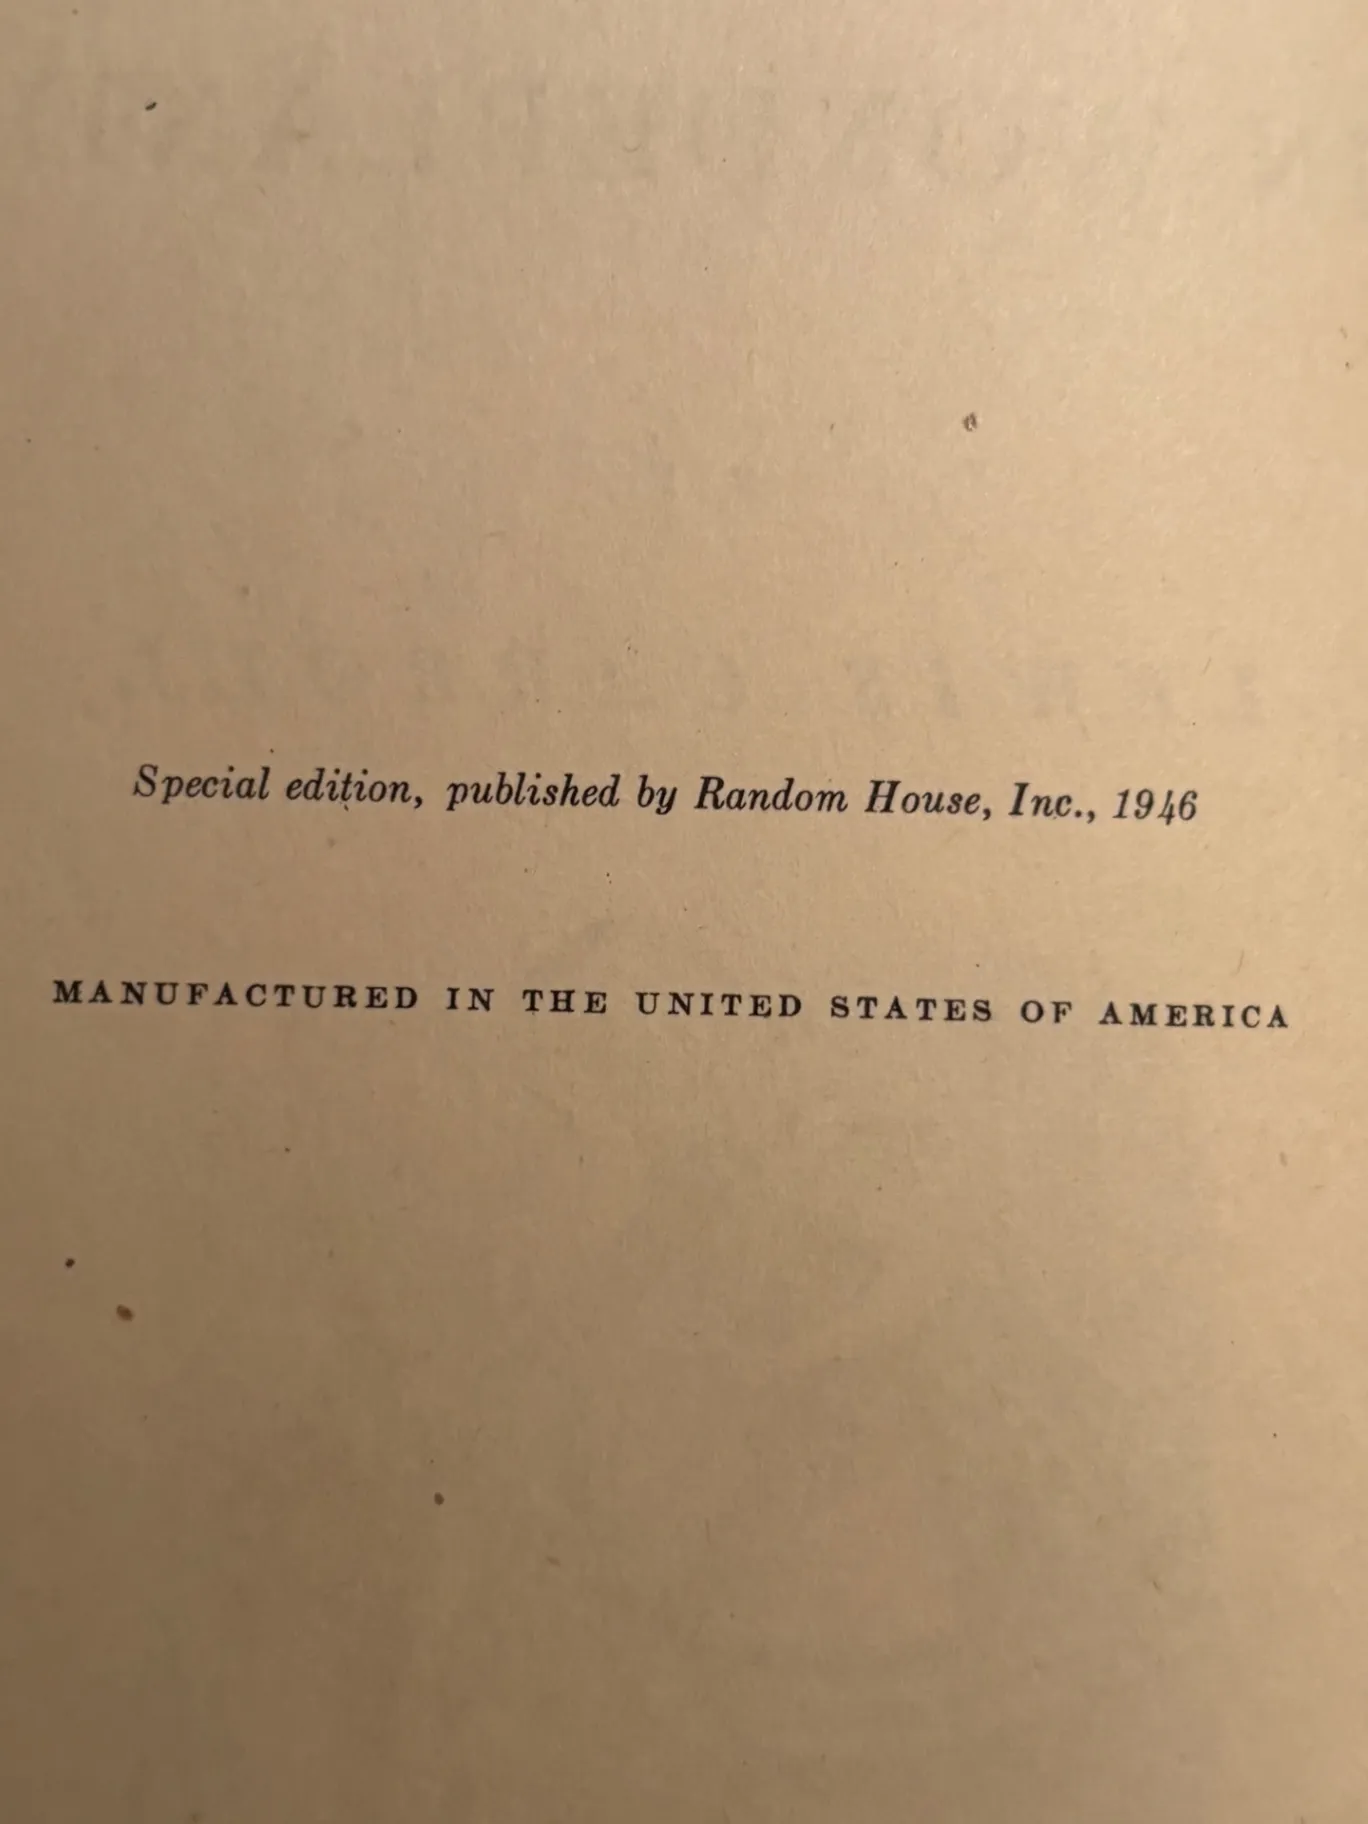 Special edition, published by Random House, Inc., 1946
MANUFACTURED IN THE UNITED STATES OF AMERICA